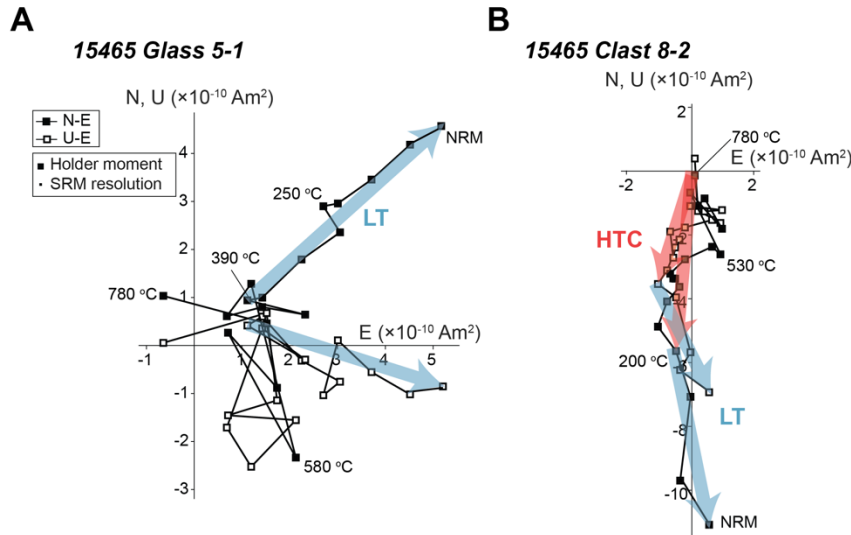 A
15465 Glass 5-1
N, U (×10⁻¹⁰ Am²)
N-E
U-E
Holder moment
SRM resolution
4
3
2
1
-1
-2
-3
-1
1
2
3
4
5
E (×10⁻¹⁰ Am²)
NRM
250 °C
LT
390 °C
780 °C
580 °C
B
15465 Clast 8-2
N, U (×10⁻¹⁰ Am²)
2
780 °C
E (×10⁻¹⁰ Am²)
-2
2
HTC
-2
530 °C
-4
200 °C
LT
-8
-10
NRM